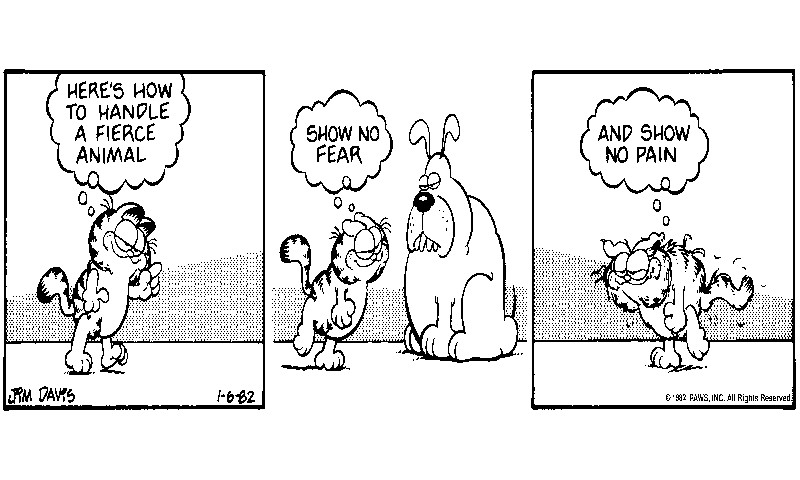 HERE'S HOW
TO HANDLE
A FIERCE
ANIMAL
JIM DAVIS
1-6-82
SHOW NO
FEAR
AND SHOW
NO PAIN
© 1982 PAWS, INC. All Rights Reserved.